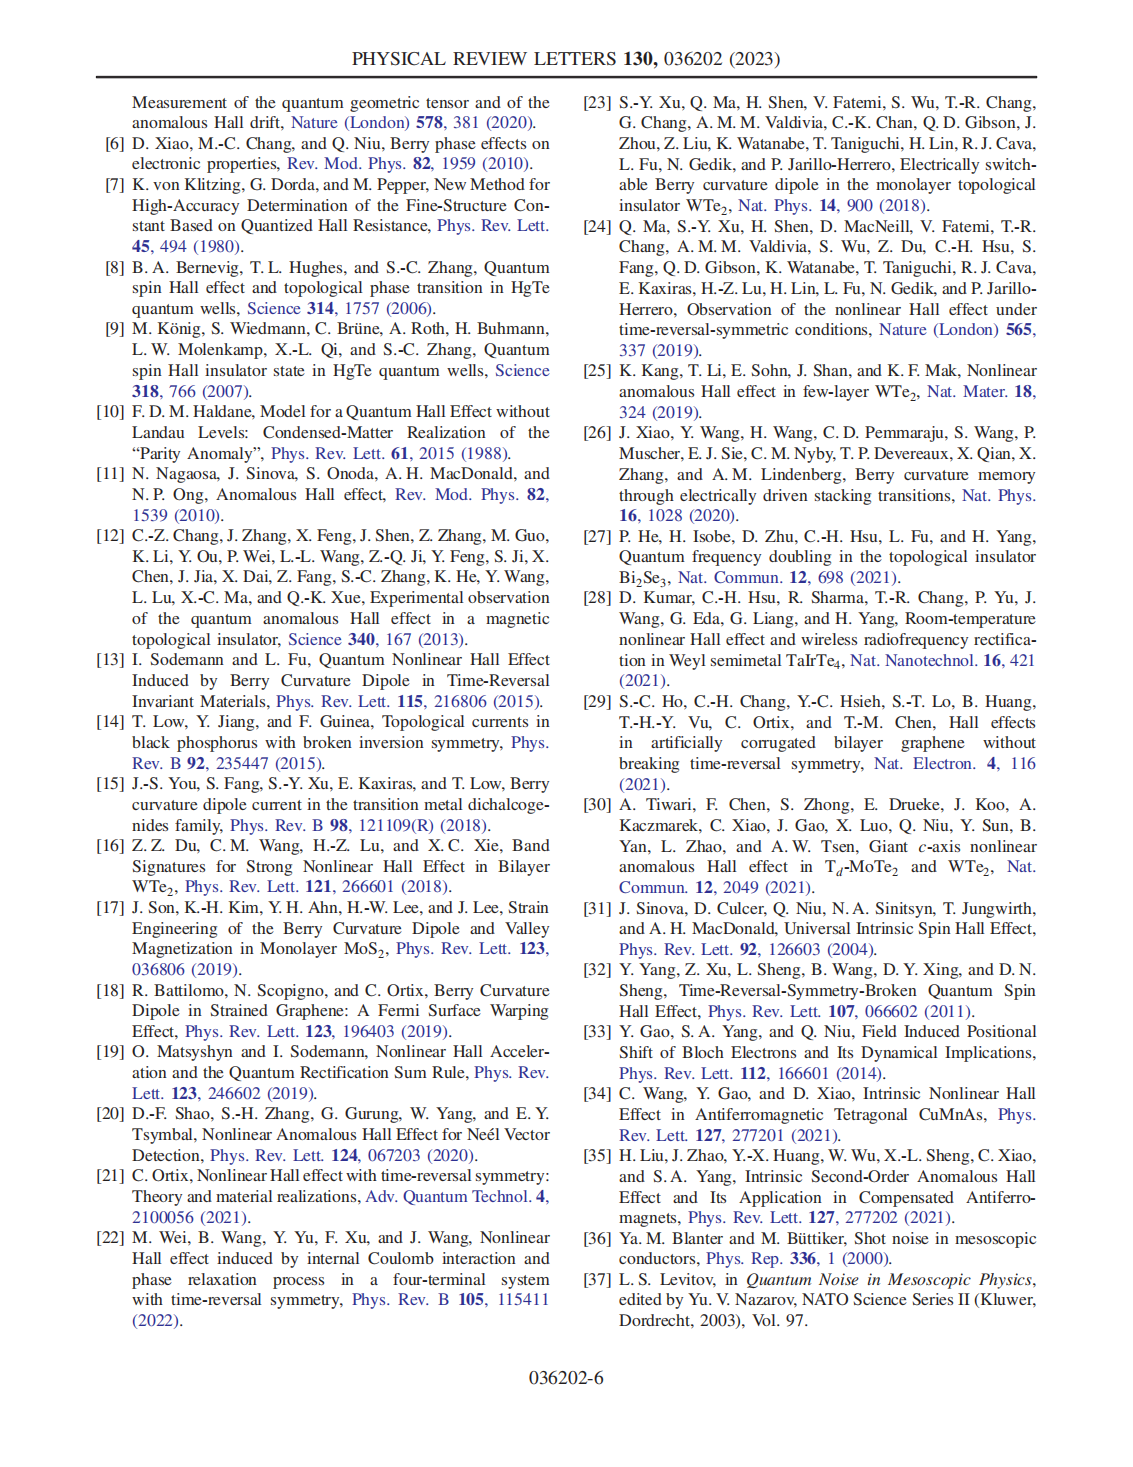 PHYSICAL REVIEW LETTERS 130, 036202 (2023)
Measurement of the quantum geometric tensor and of the
anomalous Hall drift, Nature (London) 578, 381 (2020).
[6] D. Xiao, M.-C. Chang, and Q. Niu, Berry phase effects on
electronic properties, Rev. Mod. Phys. 82, 1959 (2010).
[7] K. von Klitzing, G. Dorda, and M. Pepper, New Method for
High-Accuracy Determination of the Fine-Structure Con-
stant Based on Quantized Hall Resistance, Phys. Rev. Lett.
45, 494 (1980).
[8] B. A. Bernevig, T. L. Hughes, and S.-C. Zhang, Quantum
spin Hall effect and topological phase transition in HgTe
quantum wells, Science 314, 1757 (2006).
[9] M. König, S. Wiedmann, C. Brüne, A. Roth, H. Buhmann,
L. W. Molenkamp, X.-L. Qi, and S.-C. Zhang, Quantum
spin Hall insulator state in HgTe quantum wells, Science
318, 766 (2007).
[10] F. D. M. Haldane, Model for a Quantum Hall Effect without
Landau Levels: Condensed-Matter Realization of the
“Parity Anomaly”, Phys. Rev. Lett. 61, 2015 (1988).
[11] N. Nagaosa, J. Sinova, S. Onoda, A. H. MacDonald, and
N. P. Ong, Anomalous Hall effect, Rev. Mod. Phys. 82,
1539 (2010).
[12] C.-Z. Chang, J. Zhang, X. Feng, J. Shen, Z. Zhang, M. Guo,
K. Li, Y. Ou, P. Wei, L.-L. Wang, Z.-Q. Ji, Y. Feng, S. Ji, X.
Chen, J. Jia, X. Dai, Z. Fang, S.-C. Zhang, K. He, Y. Wang,
L. Lu, X.-C. Ma, and Q.-K. Xue, Experimental observation
of the quantum anomalous Hall effect in a magnetic
topological insulator, Science 340, 167 (2013).
[13] I. Sodemann and L. Fu, Quantum Nonlinear Hall Effect
Induced by Berry Curvature Dipole in Time-Reversal
Invariant Materials, Phys. Rev. Lett. 115, 216806 (2015).
[14] T. Low, Y. Jiang, and F. Guinea, Topological currents in
black phosphorus with broken inversion symmetry, Phys.
Rev. B 92, 235447 (2015).
[15] J.-S. You, S. Fang, S.-Y. Xu, E. Kaxiras, and T. Low, Berry
curvature dipole current in the transition metal dichalcoge-
nides family, Phys. Rev. B 98, 121109(R) (2018).
[16] Z. Z. Du, C. M. Wang, H.-Z. Lu, and X. C. Xie, Band
Signatures for Strong Nonlinear Hall Effect in Bilayer
WTe₂, Phys. Rev. Lett. 121, 266601 (2018).
[17] J. Son, K.-H. Kim, Y. H. Ahn, H.-W. Lee, and J. Lee, Strain
Engineering of the Berry Curvature Dipole and Valley
Magnetization in Monolayer MoS₂, Phys. Rev. Lett. 123,
036806 (2019).
[18] R. Battilomo, N. Scopigno, and C. Ortix, Berry Curvature
Dipole in Strained Graphene: A Fermi Surface Warping
Effect, Phys. Rev. Lett. 123, 196403 (2019).
[19] O. Matsyshyn and I. Sodemann, Nonlinear Hall Acceler-
ation and the Quantum Rectification Sum Rule, Phys. Rev.
Lett. 123, 246602 (2019).
[20] D.-F. Shao, S.-H. Zhang, G. Gurung, W. Yang, and E. Y.
Tsymbal, Nonlinear Anomalous Hall Effect for Neél Vector
Detection, Phys. Rev. Lett. 124, 067203 (2020).
[21] C. Ortix, Nonlinear Hall effect with time-reversal symmetry:
Theory and material realizations, Adv. Quantum Technol. 4,
2100056 (2021).
[22] M. Wei, B. Wang, Y. Yu, F. Xu, and J. Wang, Nonlinear
Hall effect induced by internal Coulomb interaction and
phase relaxation process in a four-terminal system
with time-reversal symmetry, Phys. Rev. B 105, 115411
(2022).
[23] S.-Y. Xu, Q. Ma, H. Shen, V. Fatemi, S. Wu, T.-R. Chang,
G. Chang, A. M. M. Valdivia, C.-K. Chan, Q. D. Gibson, J.
Zhou, Z. Liu, K. Watanabe, T. Taniguchi, H. Lin, R. J. Cava,
L. Fu, N. Gedik, and P. Jarillo-Herrero, Electrically switch-
able Berry curvature dipole in the monolayer topological
insulator WTe₂, Nat. Phys. 14, 900 (2018).
[24] Q. Ma, S.-Y. Xu, H. Shen, D. MacNeill, V. Fatemi, T.-R.
Chang, A. M. M. Valdivia, S. Wu, Z. Du, C.-H. Hsu, S.
Fang, Q. D. Gibson, K. Watanabe, T. Taniguchi, R. J. Cava,
E. Kaxiras, H.-Z. Lu, H. Lin, L. Fu, N. Gedik, and P. Jarillo-
Herrero, Observation of the nonlinear Hall effect under
time-reversal-symmetric conditions, Nature (London) 565,
337 (2019).
[25] K. Kang, T. Li, E. Sohn, J. Shan, and K. F. Mak, Nonlinear
anomalous Hall effect in few-layer WTe₂, Nat. Mater. 18,
324 (2019).
[26] J. Xiao, Y. Wang, H. Wang, C. D. Pemmaraju, S. Wang, P.
Muscher, E. J. Sie, C. M. Nyby, T. P. Devereaux, X. Qian, X.
Zhang, and A. M. Lindenberg, Berry curvature memory
through electrically driven stacking transitions, Nat. Phys.
16, 1028 (2020).
[27] P. He, H. Isobe, D. Zhu, C.-H. Hsu, L. Fu, and H. Yang,
Quantum frequency doubling in the topological insulator
Bi₂Se₃, Nat. Commun. 12, 698 (2021).
[28] D. Kumar, C.-H. Hsu, R. Sharma, T.-R. Chang, P. Yu, J.
Wang, G. Eda, G. Liang, and H. Yang, Room-temperature
nonlinear Hall effect and wireless radiofrequency rectifica-
tion in Weyl semimetal TaIrTe₄, Nat. Nanotechnol. 16, 421
(2021).
[29] S.-C. Ho, C.-H. Chang, Y.-C. Hsieh, S.-T. Lo, B. Huang,
T.-H.-Y. Vu, C. Ortix, and T.-M. Chen, Hall effects
in artificially corrugated bilayer graphene without
breaking time-reversal symmetry, Nat. Electron. 4, 116
(2021).
[30] A. Tiwari, F. Chen, S. Zhong, E. Drueke, J. Koo, A.
Kaczmarek, C. Xiao, J. Gao, X. Luo, Q. Niu, Y. Sun, B.
Yan, L. Zhao, and A. W. Tsen, Giant c-axis nonlinear
anomalous Hall effect in T_d-MoTe₂ and WTe₂, Nat.
Commun. 12, 2049 (2021).
[31] J. Sinova, D. Culcer, Q. Niu, N. A. Sinitsyn, T. Jungwirth,
and A. H. MacDonald, Universal Intrinsic Spin Hall Effect,
Phys. Rev. Lett. 92, 126603 (2004).
[32] Y. Yang, Z. Xu, L. Sheng, B. Wang, D. Y. Xing, and D. N.
Sheng, Time-Reversal-Symmetry-Broken Quantum Spin
Hall Effect, Phys. Rev. Lett. 107, 066602 (2011).
[33] Y. Gao, S. A. Yang, and Q. Niu, Field Induced Positional
Shift of Bloch Electrons and Its Dynamical Implications,
Phys. Rev. Lett. 112, 166601 (2014).
[34] C. Wang, Y. Gao, and D. Xiao, Intrinsic Nonlinear Hall
Effect in Antiferromagnetic Tetragonal CuMnAs, Phys.
Rev. Lett. 127, 277201 (2021).
[35] H. Liu, J. Zhao, Y.-X. Huang, W. Wu, X.-L. Sheng, C. Xiao,
and S. A. Yang, Intrinsic Second-Order Anomalous Hall
Effect and Its Application in Compensated Antiferro-
magnets, Phys. Rev. Lett. 127, 277202 (2021).
[36] Ya. M. Blanter and M. Büttiker, Shot noise in mesoscopic
conductors, Phys. Rep. 336, 1 (2000).
[37] L. S. Levitov, in Quantum Noise in Mesoscopic Physics,
edited by Yu. V. Nazarov, NATO Science Series II (Kluwer,
Dordrecht, 2003), Vol. 97.
036202-6